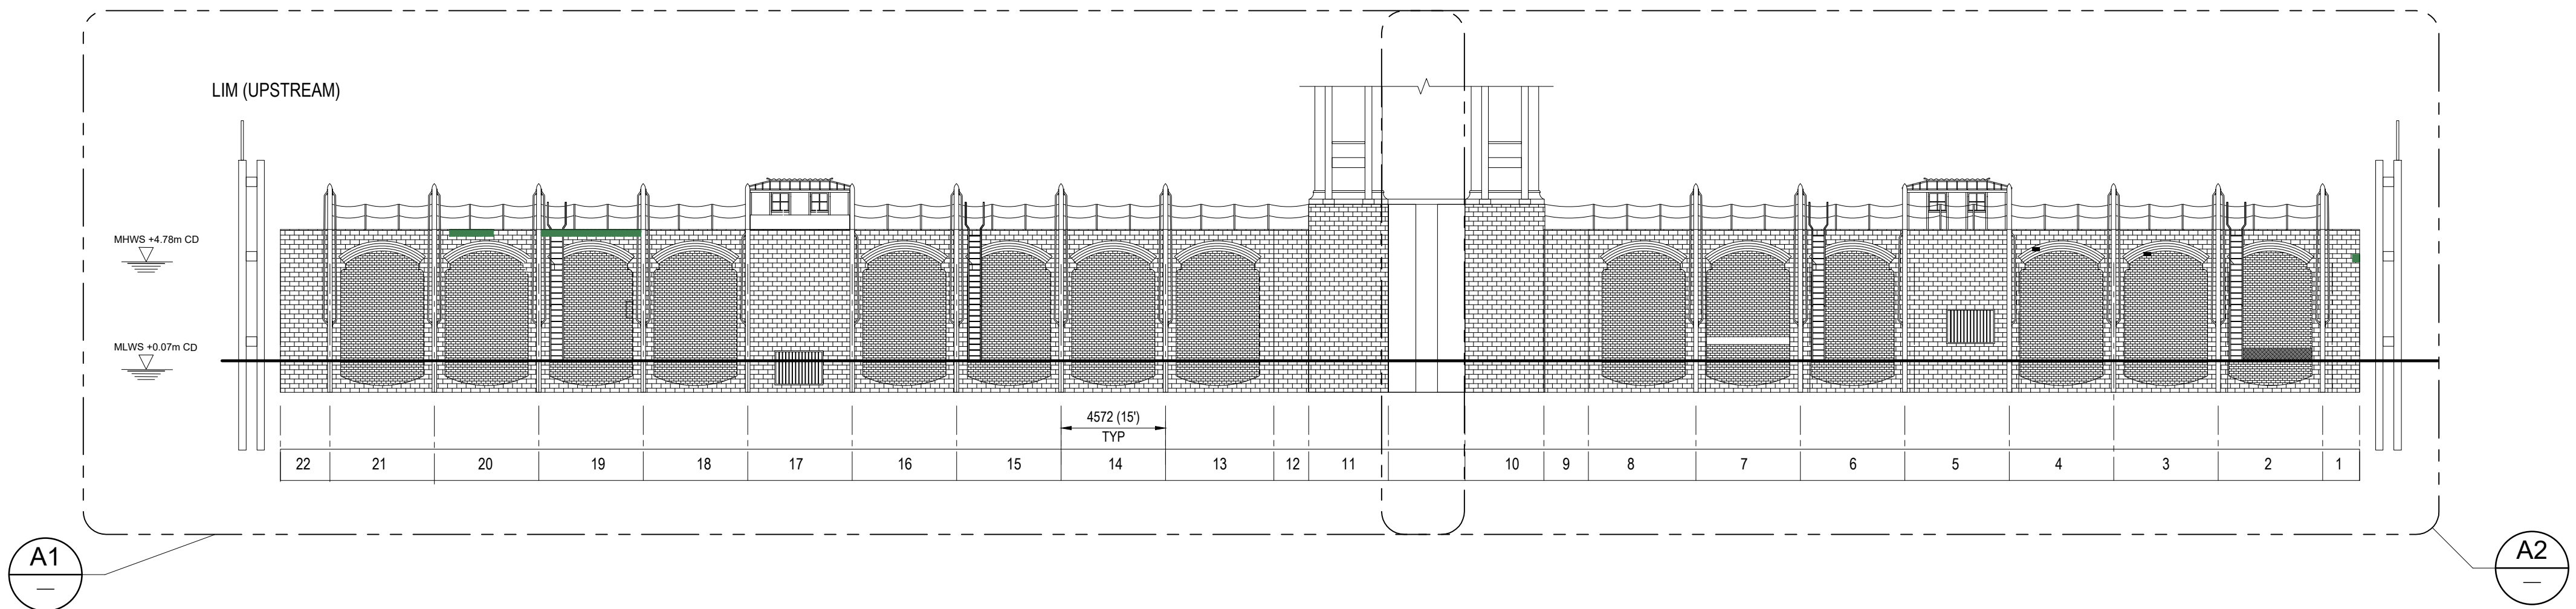 LIM (UPSTREAM)
MHWS +4.78m CD
MLWS +0.07m CD
4572 (15')
TYP
22 21 20 19 18 17 16 15 14 13 12 11 10 9 8 7 6 5 4 3 2 1
A1
—
A2
—